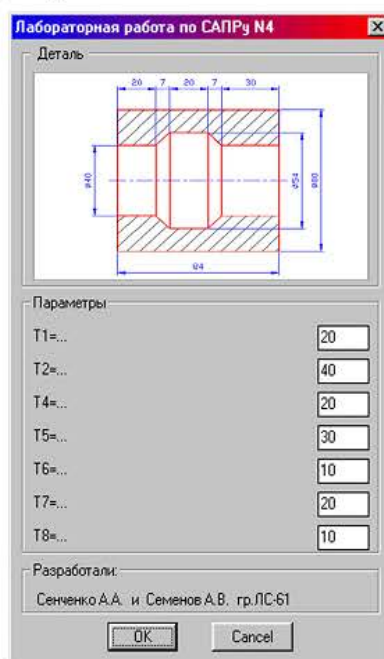 Лабораторная работа по САПРу N4
Деталь
20 7 20 7 30
ø40 ø54 ø80
84
Параметры
T1=... 20
T2=... 40
T4=... 20
T5=... 30
T6=... 10
T7=... 20
T8=... 10
Разработали:
Сенченко А.А. и Семенов А.В. гр.ЛС-61
OK Cancel